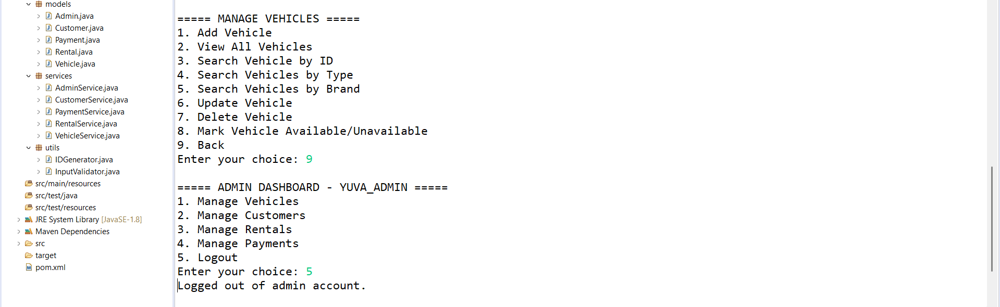 models
Admin.java
Customer.java
Payment.java
Rental.java
Vehicle.java
services
AdminService.java
CustomerService.java
PaymentService.java
RentalService.java
VehicleService.java
utils
IDGenerator.java
InputValidator.java
src/main/resources
src/test/java
src/test/resources
JRE System Library [JavaSE-1.8]
Maven Dependencies
src
target
pom.xml
===== MANAGE VEHICLES =====
1. Add Vehicle
2. View All Vehicles
3. Search Vehicle by ID
4. Search Vehicles by Type
5. Search Vehicles by Brand
6. Update Vehicle
7. Delete Vehicle
8. Mark Vehicle Available/Unavailable
9. Back
Enter your choice: 9
===== ADMIN DASHBOARD - YUVA_ADMIN =====
1. Manage Vehicles
2. Manage Customers
3. Manage Rentals
4. Manage Payments
5. Logout
Enter your choice: 5
Logged out of admin account.